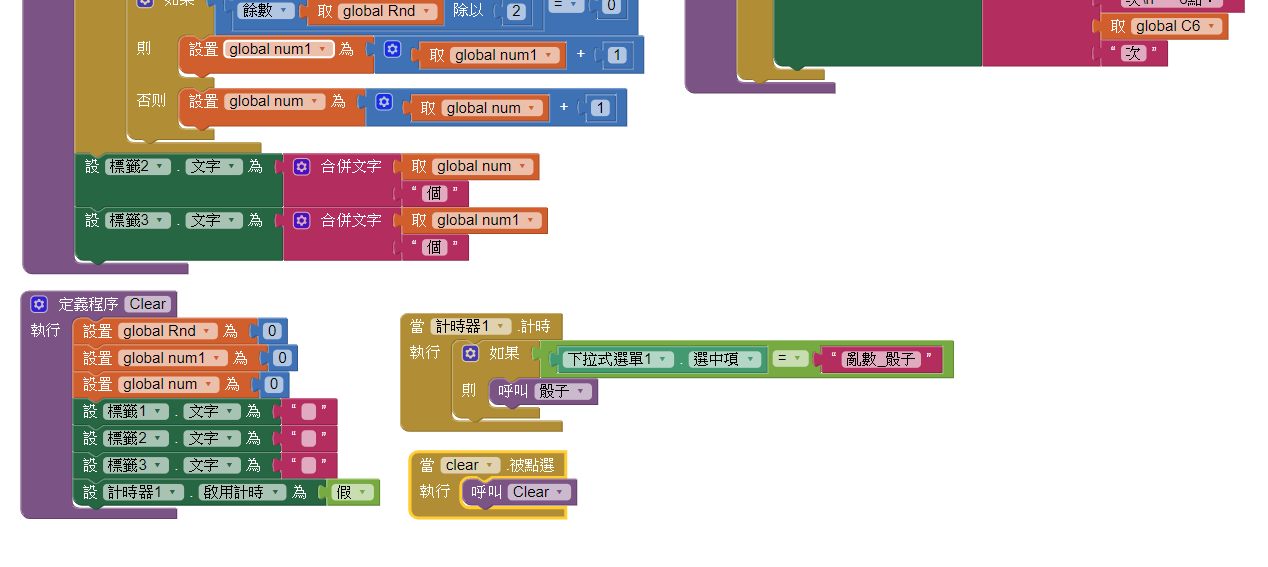 如果 餘數 取 global Rnd 除以 2 = 0
則 設置 global num1 為 取 global num1 + 1
否則 設置 global num 為 取 global num + 1
設 標籤2 . 文字 為 合併文字 取 global num
“ 個 ”
設 標籤3 . 文字 為 合併文字 取 global num1
“ 個 ”
取 global C6
“ 次 ”
定義程序 Clear
執行 設置 global Rnd 為 0
設置 global num1 為 0
設置 global num 為 0
設 標籤1 . 文字 為 “ ”
設 標籤2 . 文字 為 “ ”
設 標籤3 . 文字 為 “ ”
設 計時器1 . 啟用計時 為 假
當 計時器1 .計時
執行 如果 下拉式選單1 . 選中項 = “ 亂數_骰子 ”
則 呼叫 骰子
當 clear .被點選
執行 呼叫 Clear